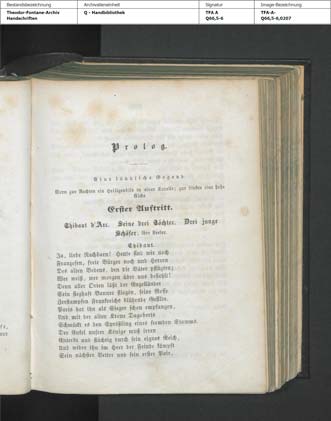 Bestandsbezeichnung
Archivalieneinheit
Signatur
Image-Bezeichnung
Theodor-Fontane-Archiv
Handschriften
Q - Handbibliothek
TFA A
Q66,5-6
TFA-A-
Q66,5-6,0207
Prolog.
Eine ländliche Gegend.
Vorn zur Rechten ein Heiligenbild in einer Kapelle; zur Linken eine hohe
Eiche.
Erster Auftritt.
Thibaut d'Arc. Seine drei Töchter. Drei junge
Schäfer, ihre Freier.
Thibaut.
Ja, liebe Nachbarn! Heute sind wir noch
Franzosen, freie Bürger noch und Herren
Des alten Bodens, den die Väter pflügten;
Wer weiß, wer morgen über uns befiehlt!
Denn aller Orten läßt der Engelländer
Sein sieghaft Banner fliegen, seine Rosse
Zerstampfen Frankreichs blühende Gefilde.
Paris hat ihn als Sieger schon empfangen,
Und mit der alten Krone Dagoberts
Schmückt es den Sprößling eines fremden Stamms.
Der Enkel unsrer Könige muß irren
Enterbt und flüchtig durch sein eignes Reich,
Und wider ihn im Heer der Feinde kämpft
Sein nächster Vetter und sein erster Pair,